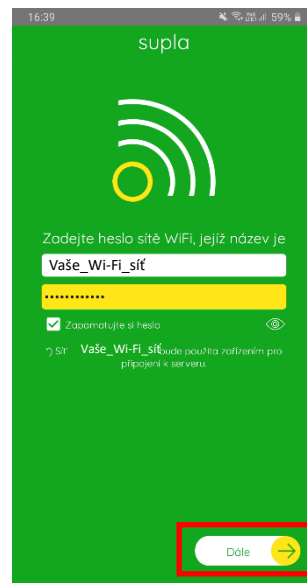 16:39 59%
supla
Zadejte heslo sítě WiFi, jejíž název je
Vaše_Wi-Fi_síť
••••••••••••
Zapamatujte si heslo
*) Síť Vaše_Wi-Fi_síť bude použita zařízením pro
připojení k serveru.
Dále